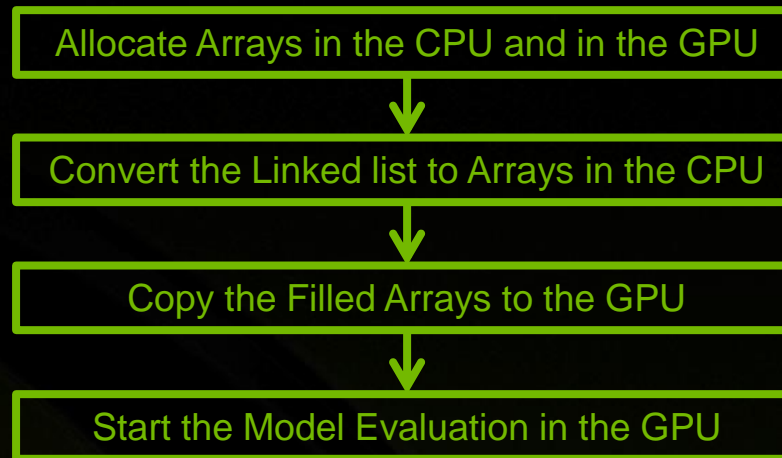 Allocate Arrays in the CPU and in the GPU
Convert the Linked list to Arrays in the CPU
Copy the Filled Arrays to the GPU
Start the Model Evaluation in the GPU